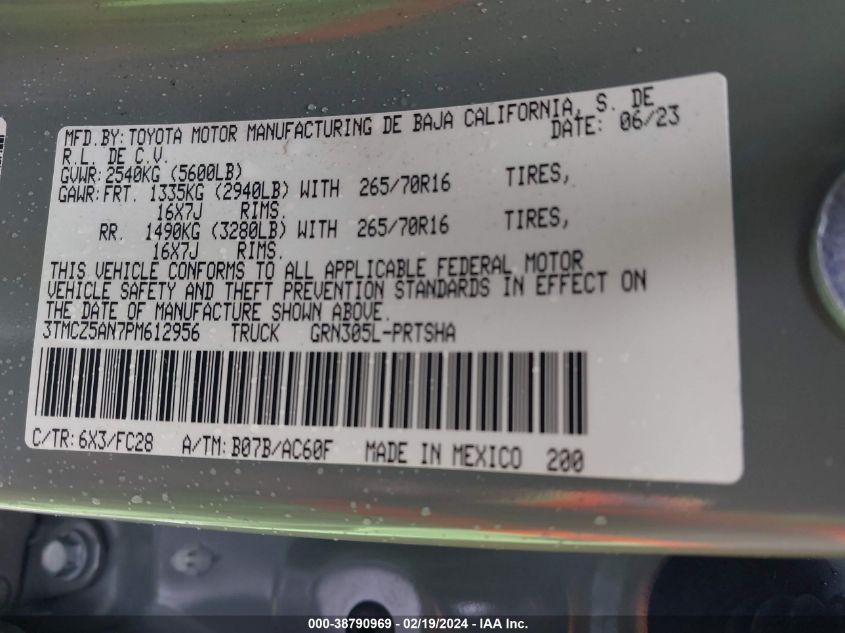 MFD.BY:TOYOTA MOTOR MANUFACTURING DE BAJA CALIFORNIA, S. DE
R.L. DE C.V. DATE: 06/23
GVWR:2540KG (5600LB)
GAWR:FRT. 1335KG (2940LB) WITH 265/70R16 TIRES,
16X7J RIMS.
RR. 1490KG (3280LB) WITH 265/70R16 TIRES,
16X7J RIMS.
THIS VEHICLE CONFORMS TO ALL APPLICABLE FEDERAL MOTOR
VEHICLE SAFETY AND THEFT PREVENTION STANDARDS IN EFFECT ON
THE DATE OF MANUFACTURE SHOWN ABOVE.
3TMCZ5AN7PM612956 TRUCK GRN305L-PRTSHA
C/TR:6X3/FC28 A/TM:B07B/AC60F MADE IN MEXICO 200
000-38790969 - 02/19/2024 - IAA Inc.